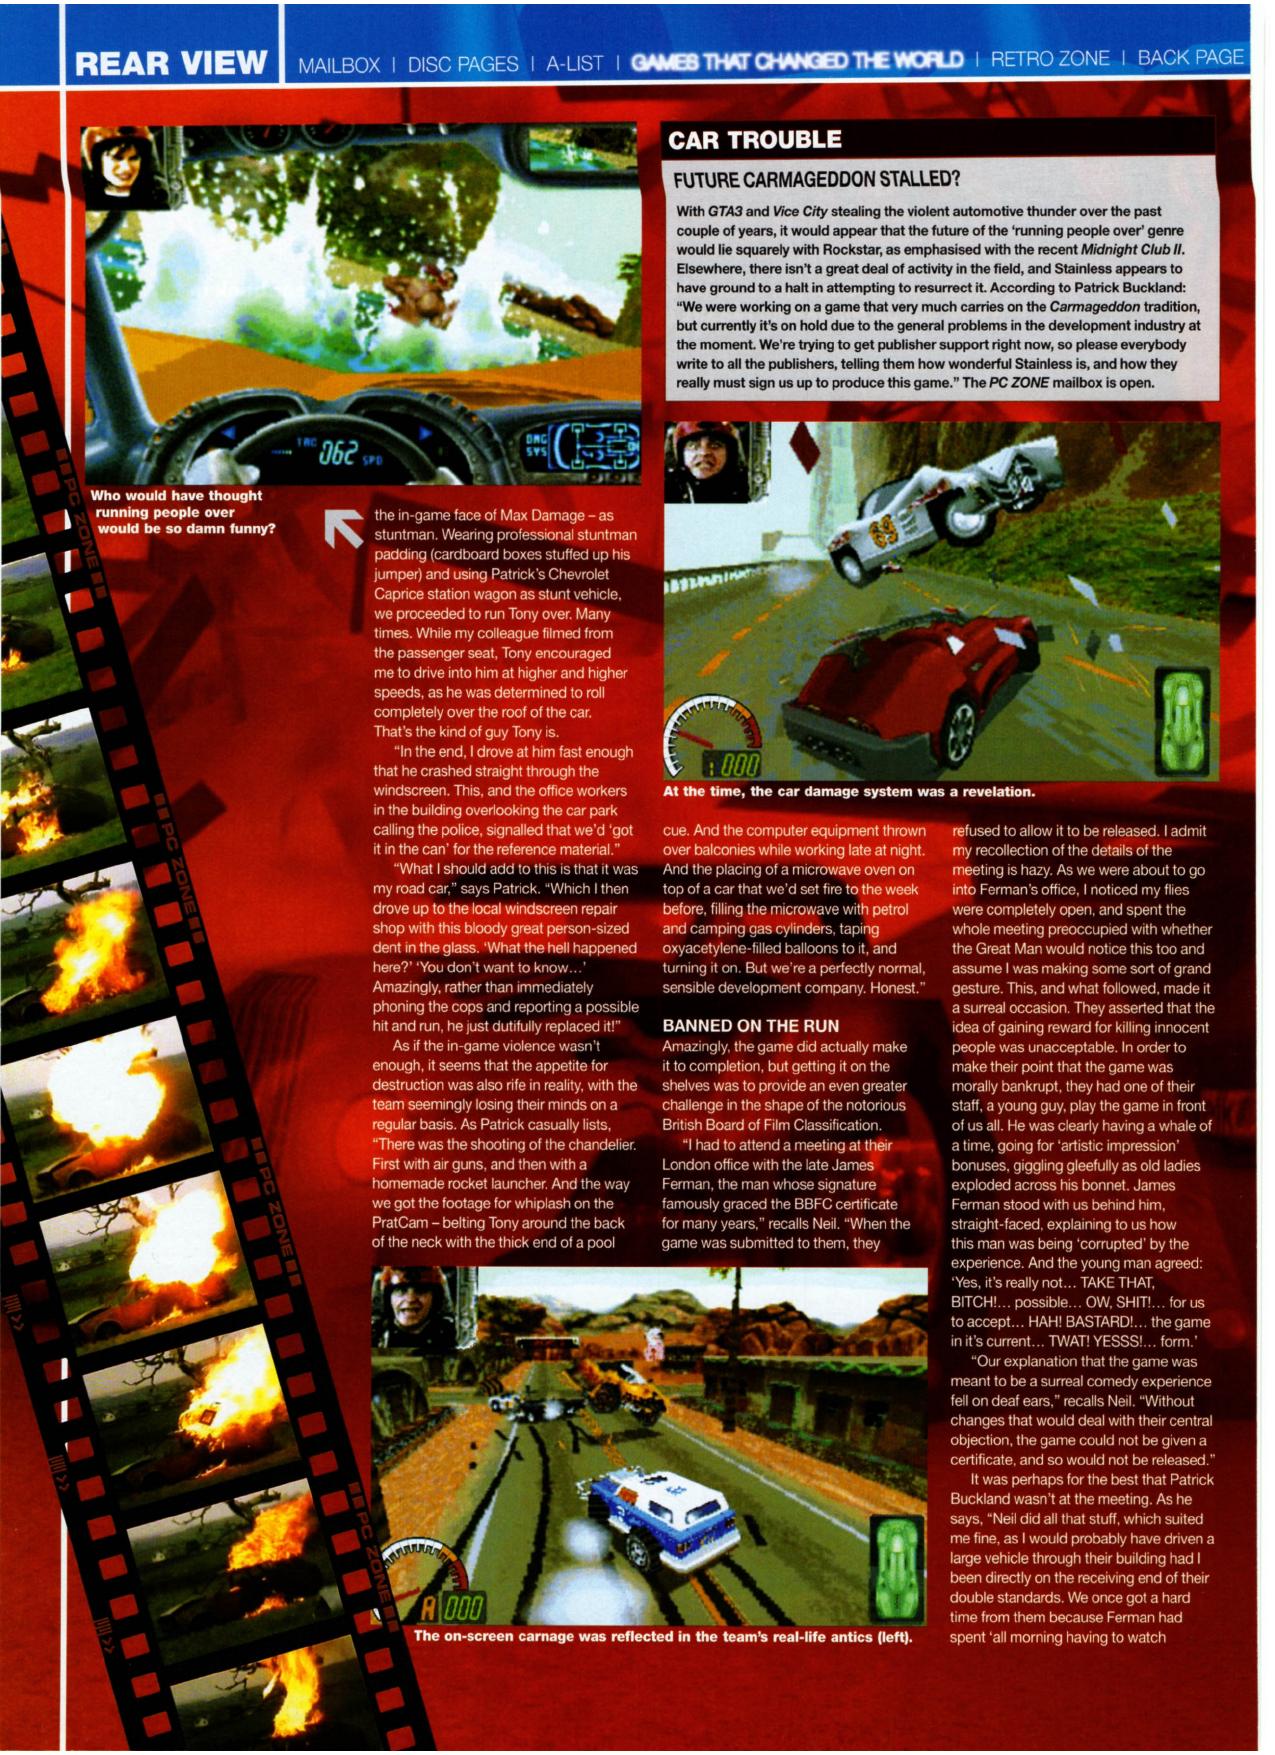 REAR VIEW
MAILBOX | DISC PAGES | A-LIST | GAMES THAT CHANGED THE WORLD | RETRO ZONE | BACK PAGE
TRC 062 SPD
DMG
SYS
Who would have thought
running people over
would be so damn funny?
CAR TROUBLE
FUTURE CARMAGEDDON STALLED?
With GTA3 and Vice City stealing the violent automotive thunder over the past
couple of years, it would appear that the future of the ‘running people over’ genre
would lie squarely with Rockstar, as emphasised with the recent Midnight Club II.
Elsewhere, there isn’t a great deal of activity in the field, and Stainless appears to
have ground to a halt in attempting to resurrect it. According to Patrick Buckland:
“We were working on a game that very much carries on the Carmageddon tradition,
but currently it’s on hold due to the general problems in the development industry at
the moment. We’re trying to get publisher support right now, so please everybody
write to all the publishers, telling them how wonderful Stainless is, and how they
really must sign us up to produce this game.” The PC ZONE mailbox is open.
1 000
At the time, the car damage system was a revelation.
the in-game face of Max Damage – as
stuntman. Wearing professional stuntman
padding (cardboard boxes stuffed up his
jumper) and using Patrick’s Chevrolet
Caprice station wagon as stunt vehicle,
we proceeded to run Tony over. Many
times. While my colleague filmed from
the passenger seat, Tony encouraged
me to drive into him at higher and higher
speeds, as he was determined to roll
completely over the roof of the car.
That’s the kind of guy Tony is.
“In the end, I drove at him fast enough
that he crashed straight through the
windscreen. This, and the office workers
in the building overlooking the car park
calling the police, signalled that we’d ‘got
it in the can’ for the reference material.”
“What I should add to this is that it was
my road car,” says Patrick. “Which I then
drove up to the local windscreen repair
shop with this bloody great person-sized
dent in the glass. ‘What the hell happened
here?’ ‘You don’t want to know…’
Amazingly, rather than immediately
phoning the cops and reporting a possible
hit and run, he just dutifully replaced it!”
As if the in-game violence wasn’t
enough, it seems that the appetite for
destruction was also rife in reality, with the
team seemingly losing their minds on a
regular basis. As Patrick casually lists,
“There was the shooting of the chandelier.
First with air guns, and then with a
homemade rocket launcher. And the way
we got the footage for whiplash on the
PratCam – belting Tony around the back
of the neck with the thick end of a pool
cue. And the computer equipment thrown
over balconies while working late at night.
And the placing of a microwave oven on
top of a car that we’d set fire to the week
before, filling the microwave with petrol
and camping gas cylinders, taping
oxyacetylene-filled balloons to it, and
turning it on. But we’re a perfectly normal,
sensible development company. Honest.”
BANNED ON THE RUN
Amazingly, the game did actually make
it to completion, but getting it on the
shelves was to provide an even greater
challenge in the shape of the notorious
British Board of Film Classification.
“I had to attend a meeting at their
London office with the late James
Ferman, the man whose signature
famously graced the BBFC certificate
for many years,” recalls Neil. “When the
game was submitted to them, they
refused to allow it to be released. I admit
my recollection of the details of the
meeting is hazy. As we were about to go
into Ferman’s office, I noticed my flies
were completely open, and spent the
whole meeting preoccupied with whether
the Great Man would notice this too and
assume I was making some sort of grand
gesture. This, and what followed, made it
a surreal occasion. They asserted that the
idea of gaining reward for killing innocent
people was unacceptable. In order to
make their point that the game was
morally bankrupt, they had one of their
staff, a young guy, play the game in front
of us all. He was clearly having a whale of
a time, going for ‘artistic impression’
bonuses, giggling gleefully as old ladies
exploded across his bonnet. James
Ferman stood with us behind him,
straight-faced, explaining to us how
this man was being ‘corrupted’ by the
experience. And the young man agreed:
‘Yes, it’s really not… TAKE THAT,
BITCH!… possible… OW, SHIT!… for us
to accept… HAH! BASTARD!… the game
in it’s current… TWAT! YESSS!… form.’
“Our explanation that the game was
meant to be a surreal comedy experience
fell on deaf ears,” recalls Neil. “Without
changes that would deal with their central
objection, the game could not be given a
certificate, and so would not be released.”
It was perhaps for the best that Patrick
Buckland wasn’t at the meeting. As he
says, “Neil did all that stuff, which suited
me fine, as I would probably have driven a
large vehicle through their building had I
been directly on the receiving end of their
double standards. We once got a hard
time from them because Ferman had
spent ‘all morning having to watch
R 000
The on-screen carnage was reflected in the team’s real-life antics (left).
PC ZONE
PC ZONE
PC ZONE
PC ZONE